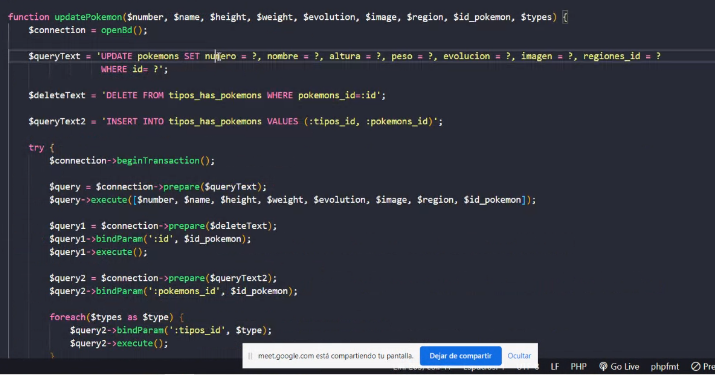 function updatePokemon($number, $name, $height, $weight, $evolution, $image, $region, $id_pokemon, $types) {
$connection = openBd();
$queryText = 'UPDATE pokemons SET numero = ?, nombre = ?, altura = ?, peso = ?, evolucion = ?, imagen = ?, regiones_id = ?
WHERE id= ?';
$deleteText = 'DELETE FROM tipos_has_pokemons WHERE pokemons_id=:id';
$queryText2 = 'INSERT INTO tipos_has_pokemons VALUES (:tipos_id, :pokemons_id)';
try {
$connection->beginTransaction();
$query = $connection->prepare($queryText);
$query->execute([$number, $name, $height, $weight, $evolution, $image, $region, $id_pokemon]);
$query1 = $connection->prepare($deleteText);
$query1->bindParam(':id', $id_pokemon);
$query1->execute();
$query2 = $connection->prepare($queryText2);
$query2->bindParam(':pokemons_id', $id_pokemon);
foreach($types as $type) {
$query2->bindParam(':tipos_id', $type);
$query2->execute();
}
meet.google.com está compartiendo tu pantalla. Dejar de compartir Ocultar
LF PHP Go Live phpfmt Pre